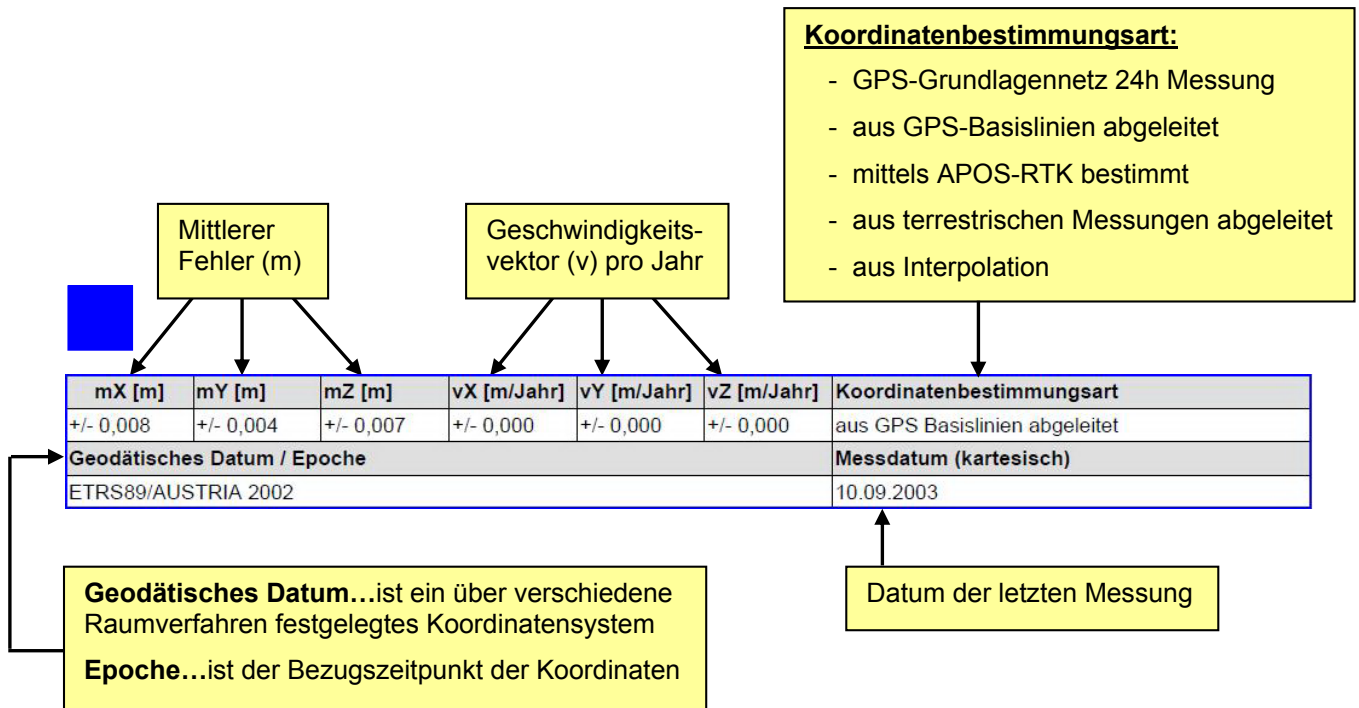 Koordinatenbestimmungsart:
- GPS-Grundlagennetz 24h Messung
- aus GPS-Basislinien abgeleitet
- mittels APOS-RTK bestimmt
- aus terrestrischen Messungen abgeleitet
- aus Interpolation
Mittlerer
Fehler (m)
Geschwindigkeits-
vektor (v) pro Jahr
mX [m] mY [m] mZ [m] vX [m/Jahr] vY [m/Jahr] vZ [m/Jahr] Koordinatenbestimmungsart
+/- 0,008 +/- 0,004 +/- 0,007 +/- 0,000 +/- 0,000 +/- 0,000 aus GPS Basislinien abgeleitet
Geodätisches Datum / Epoche Messdatum (kartesisch)
ETRS89/AUSTRIA 2002 10.09.2003
Geodätisches Datum…ist ein über verschiedene
Raumverfahren festgelegtes Koordinatensystem
Epoche…ist der Bezugszeitpunkt der Koordinaten
Datum der letzten Messung